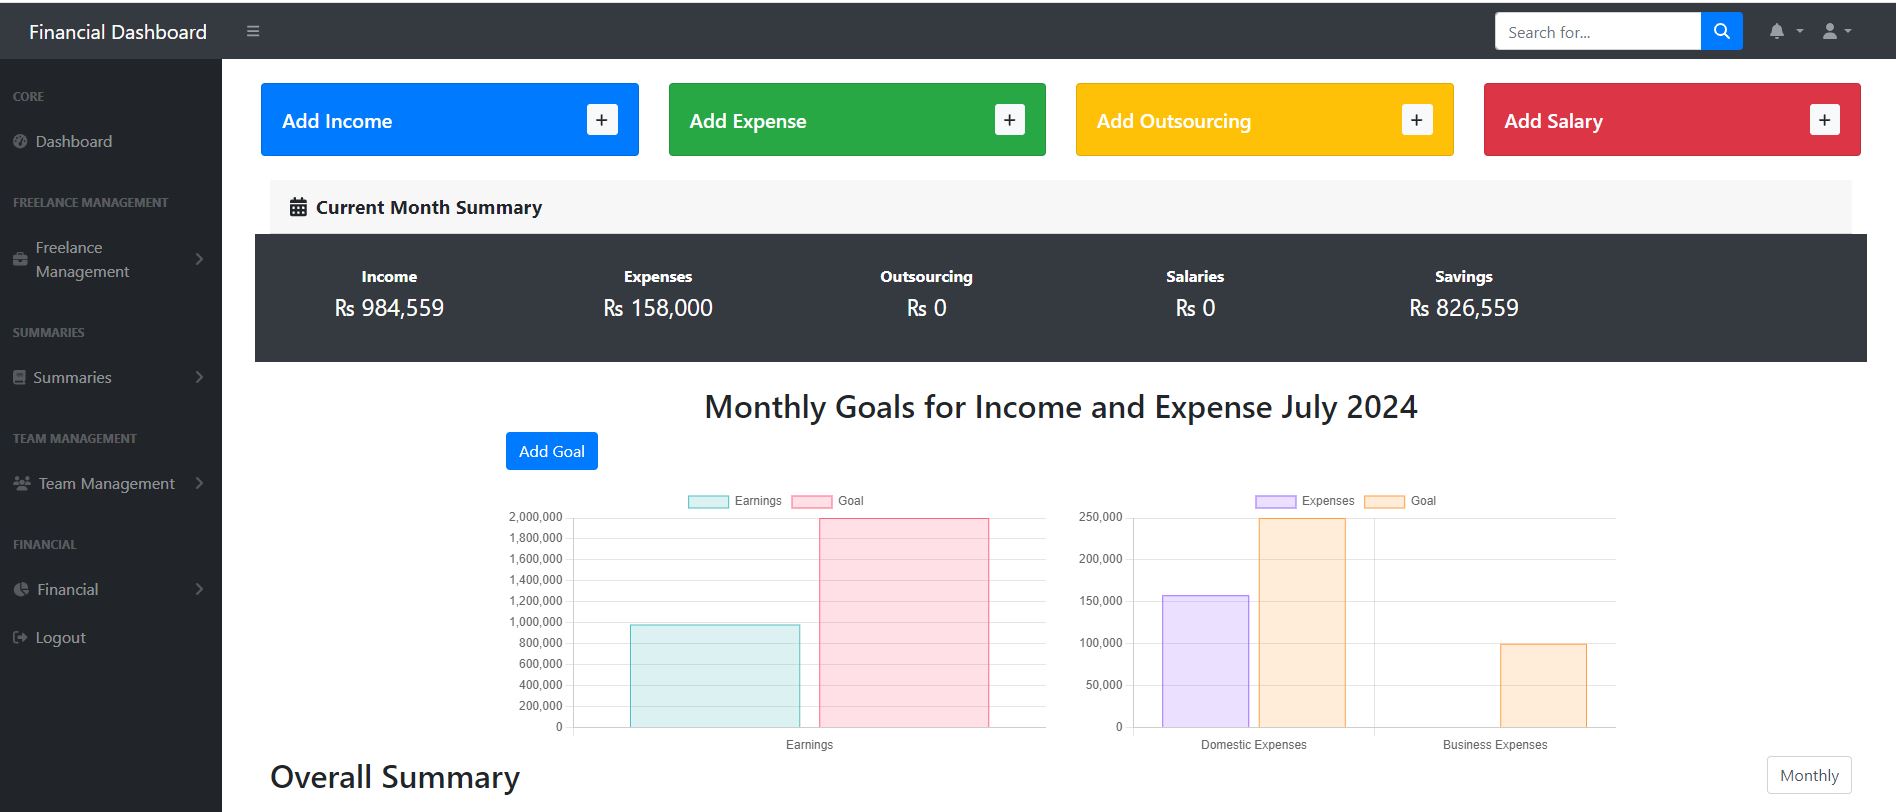 Financial Dashboard
Search for...
CORE
Dashboard
FREELANCE MANAGEMENT
Freelance
Management
SUMMARIES
Summaries
TEAM MANAGEMENT
Team Management
FINANCIAL
Financial
Logout
Add Income +
Add Expense +
Add Outsourcing +
Add Salary +
Current Month Summary
Income
Rs 984,559
Expenses
Rs 158,000
Outsourcing
Rs 0
Salaries
Rs 0
Savings
Rs 826,559
Monthly Goals for Income and Expense July 2024
Add Goal
Earnings Goal
2,000,000
1,800,000
1,600,000
1,400,000
1,200,000
1,000,000
800,000
600,000
400,000
200,000
0
Earnings
Expenses Goal
250,000
200,000
150,000
100,000
50,000
0
Domestic Expenses
Business Expenses
Overall Summary
Monthly